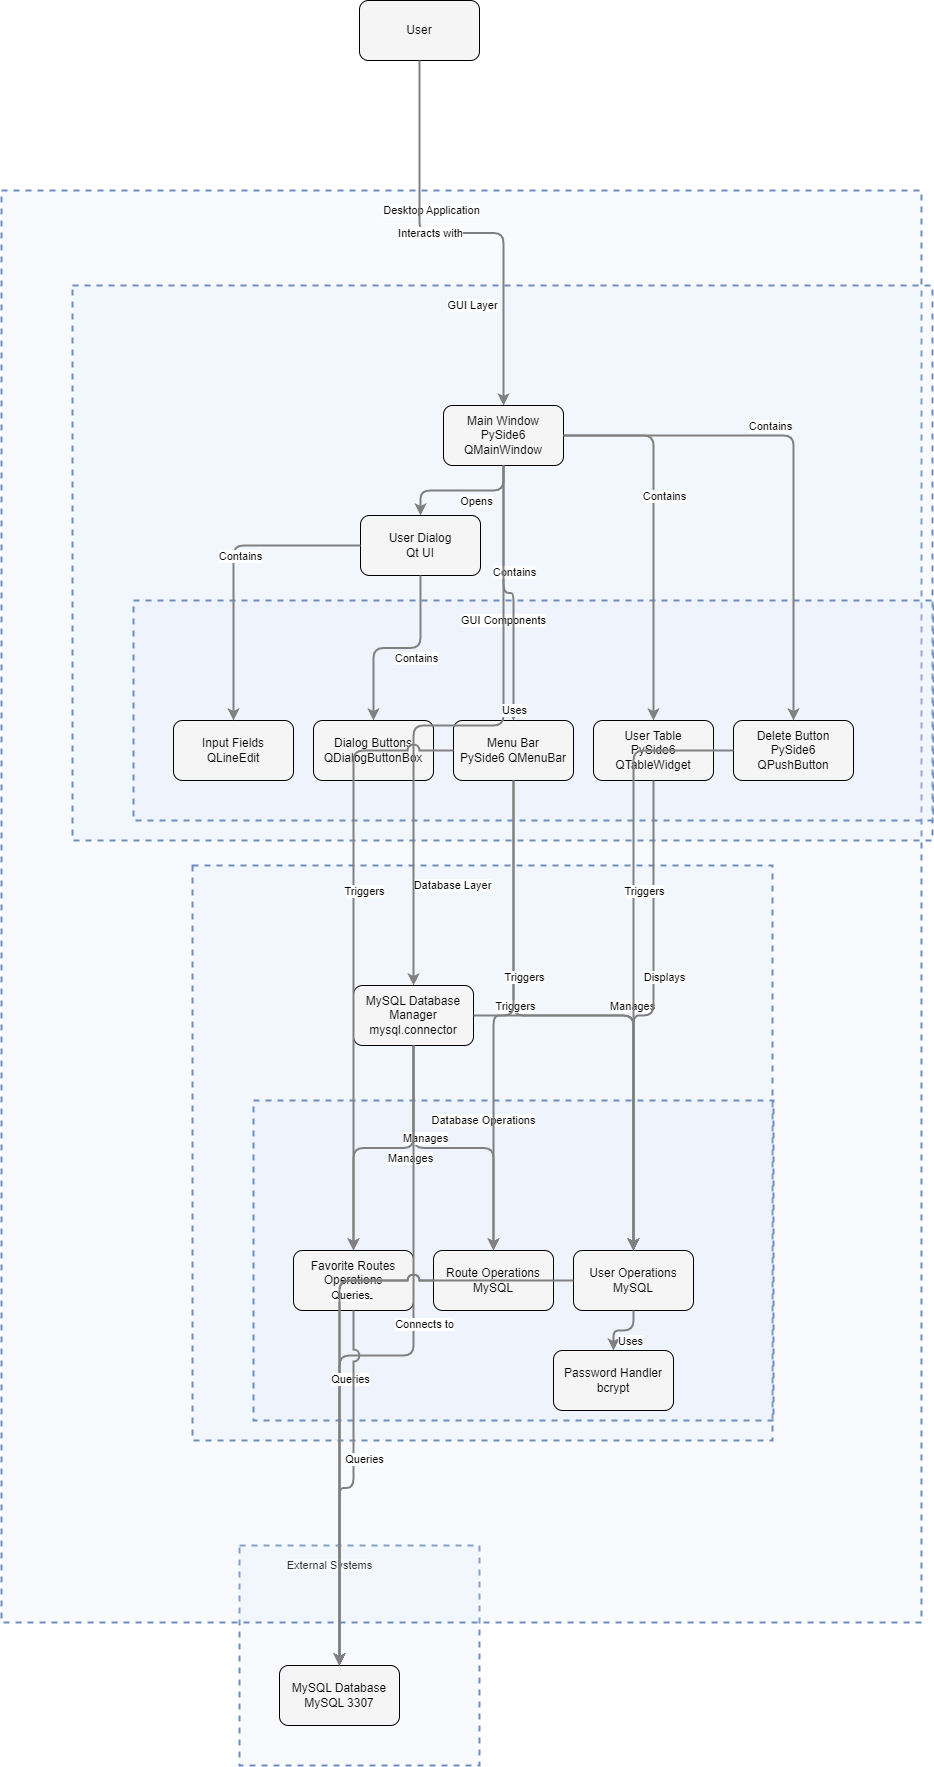 User
Desktop Application
Interacts with
GUI Layer
Main Window
PySide6
QMainWindow
Contains
Contains
Opens
User Dialog
Qt UI
Contains
Contains
GUI Components
Contains
Uses
Input Fields
QLineEdit
Dialog Buttons
QDialogButtonBox
Menu Bar
PySide6 QMenuBar
User Table
PySide6
QTableWidget
Delete Button
PySide6
QPushButton
Triggers
Database Layer
Triggers
Triggers
Displays
MySQL Database
Manager
mysql.connector
Triggers
Manages
Database Operations
Manages
Manages
Favorite Routes
Operations
Queries
Route Operations
MySQL
User Operations
MySQL
Connects to
Uses
Password Handler
bcrypt
Queries
Queries
External Systems
MySQL Database
MySQL 3307